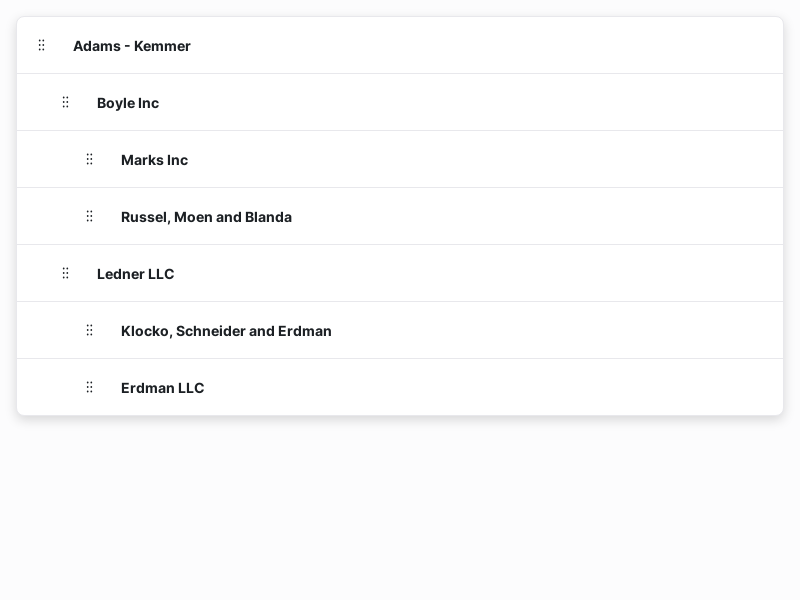 Adams - Kemmer
Boyle Inc
Marks Inc
Russel, Moen and Blanda
Ledner LLC
Klocko, Schneider and Erdman
Erdman LLC